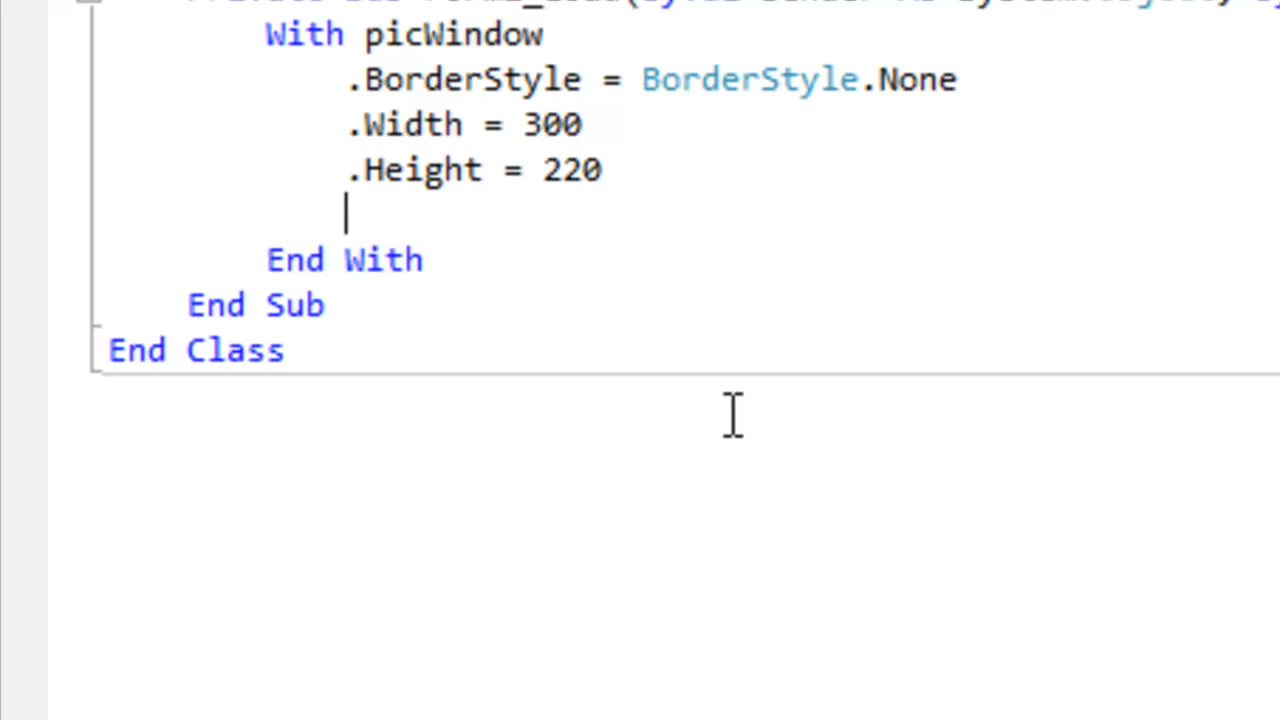 With picWindow
.BorderStyle = BorderStyle.None
.Width = 300
.Height = 220
End With
End Sub
End Class